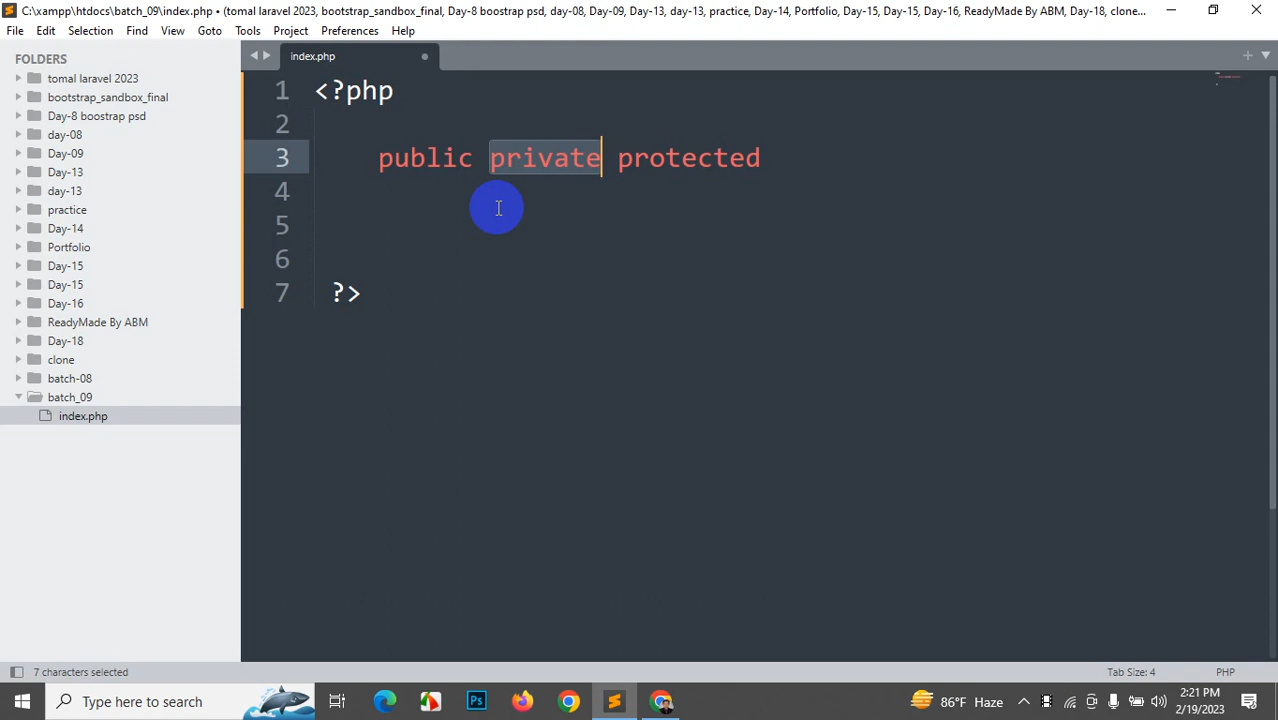 C:\xampp\htdocs\batch_09\index.php • (tomal laravel 2023, bootstrap_sandbox_final, Day-8 boostrap psd, day-08, Day-09, Day-13, day-13, practice, Day-14, Portfolio, Day-15, Day-15, Day-16, ReadyMade By ABM, Day-18, clone...
File Edit Selection Find View Goto Tools Project Preferences Help
FOLDERS
tomal laravel 2023
bootstrap_sandbox_final
Day-8 boostrap psd
day-08
Day-09
Day-13
day-13
practice
Day-14
Portfolio
Day-15
Day-15
Day-16
ReadyMade By ABM
Day-18
clone
batch-08
batch_09
index.php
index.php
1 <?php
2
3 public private protected
4
5
6
7 ?>
7 characters selected
Tab Size: 4 PHP
Type here to search
Ps
86°F Haze
2:21 PM
2/19/2023